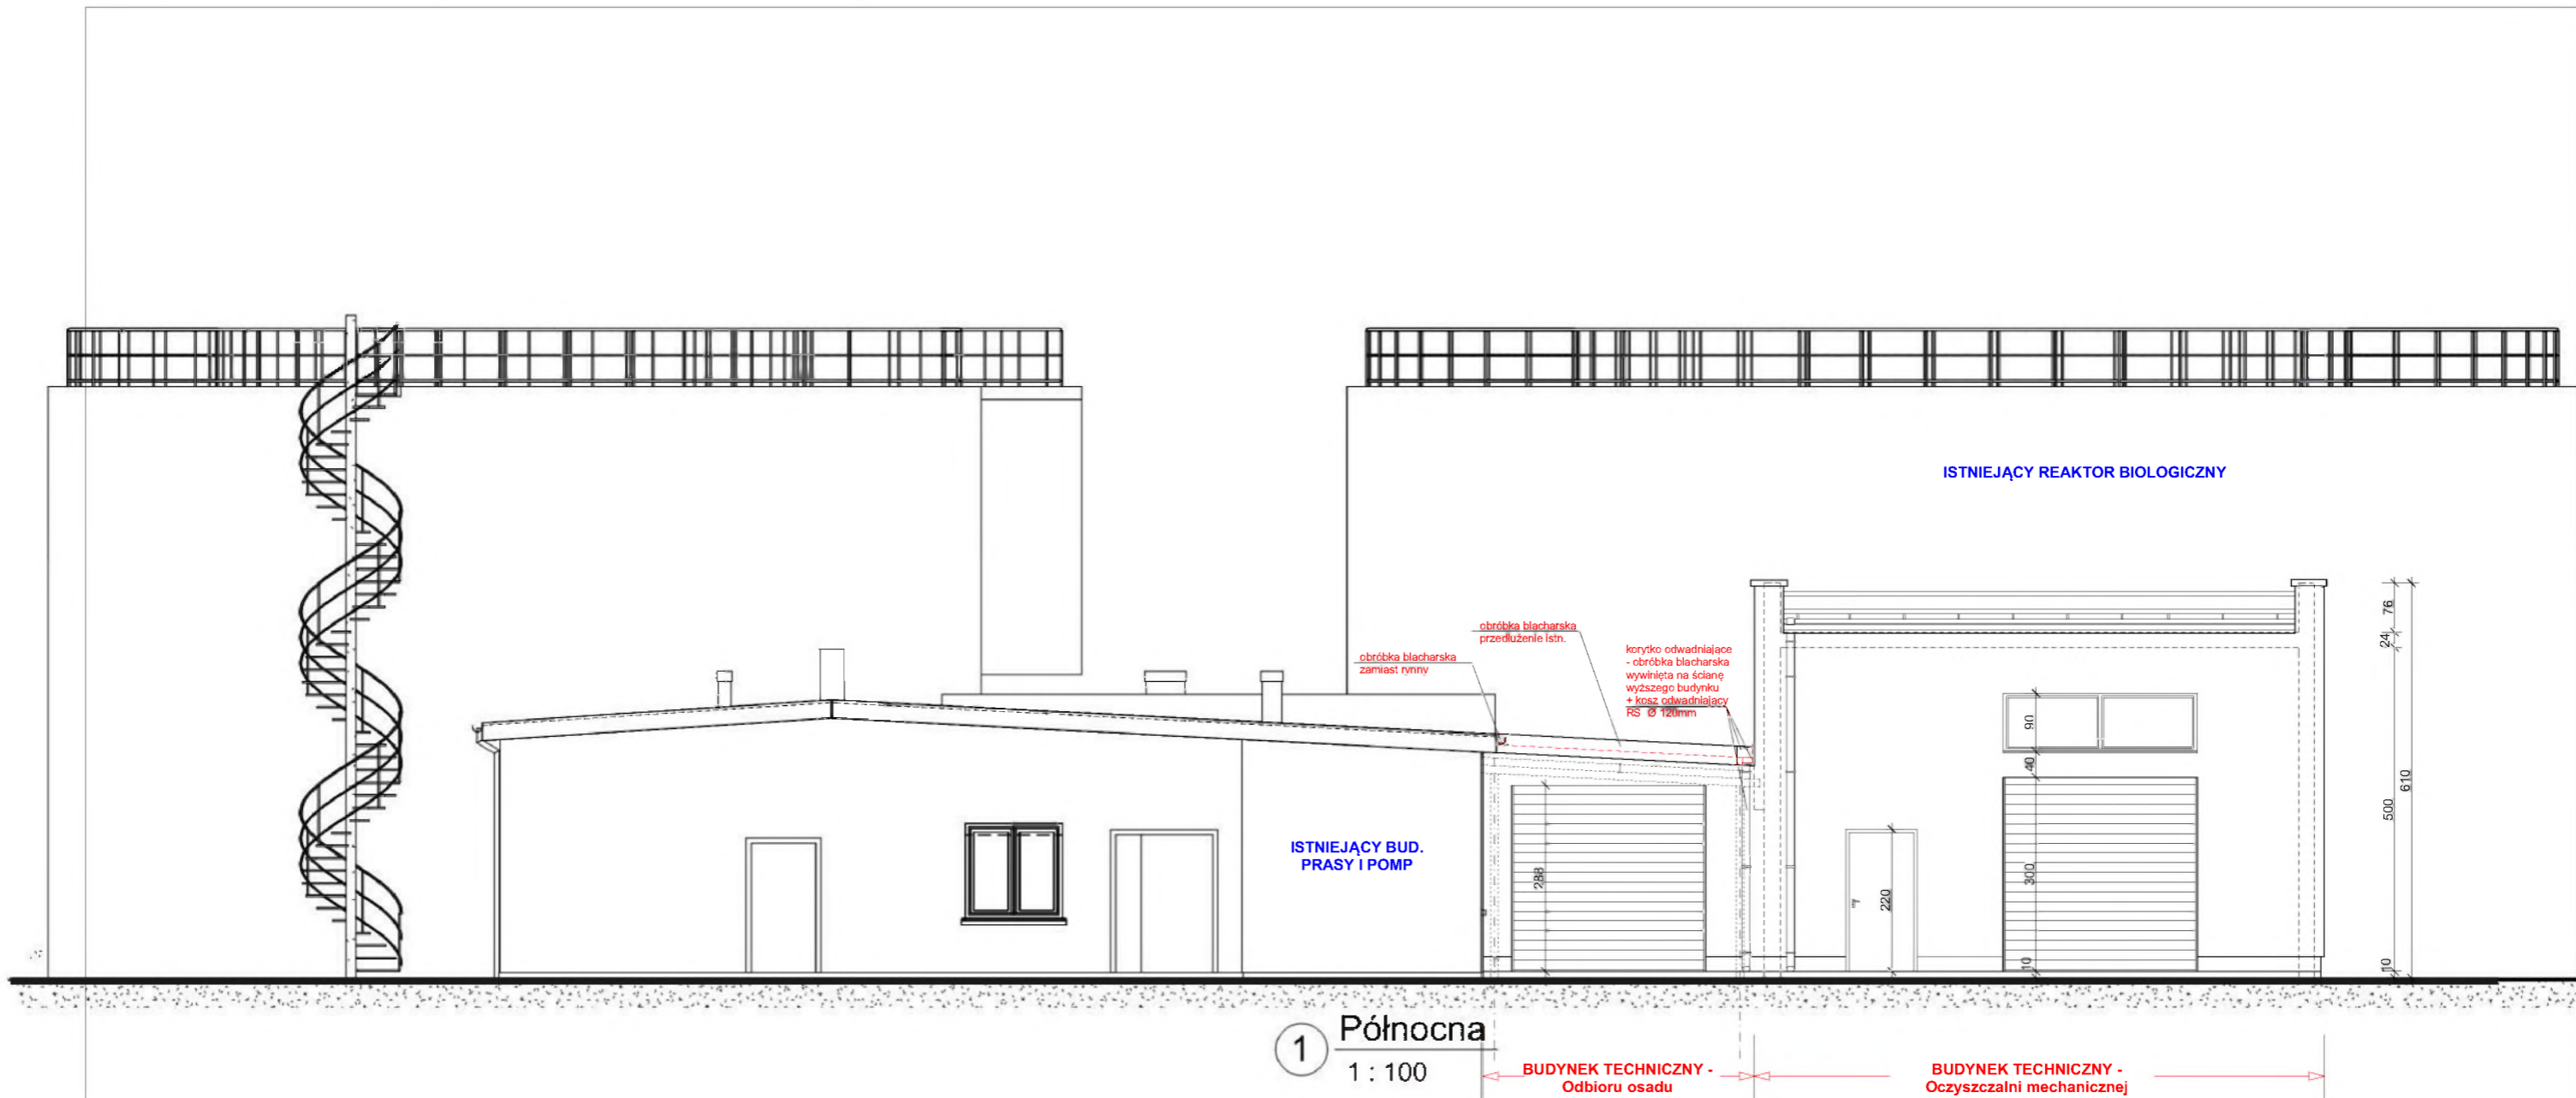 ISTNIEJĄCY REAKTOR BIOLOGICZNY
obróbka blacharska
przedłużenie istn.
obróbka blacharska
zamiast rynny
korytko odwadniające
- obróbka blacharska
wywinięta na ścianę
wyższego budynku
+ kosz odwadniający
RS Ø 120mm
76
24
610
500
10
90
40
300
10
220
288
ISTNIEJĄCY BUD.
PRASY I POMP
1
Północna
1 : 100
BUDYNEK TECHNICZNY -
Odbioru osadu
BUDYNEK TECHNICZNY -
Oczyszczalni mechanicznej